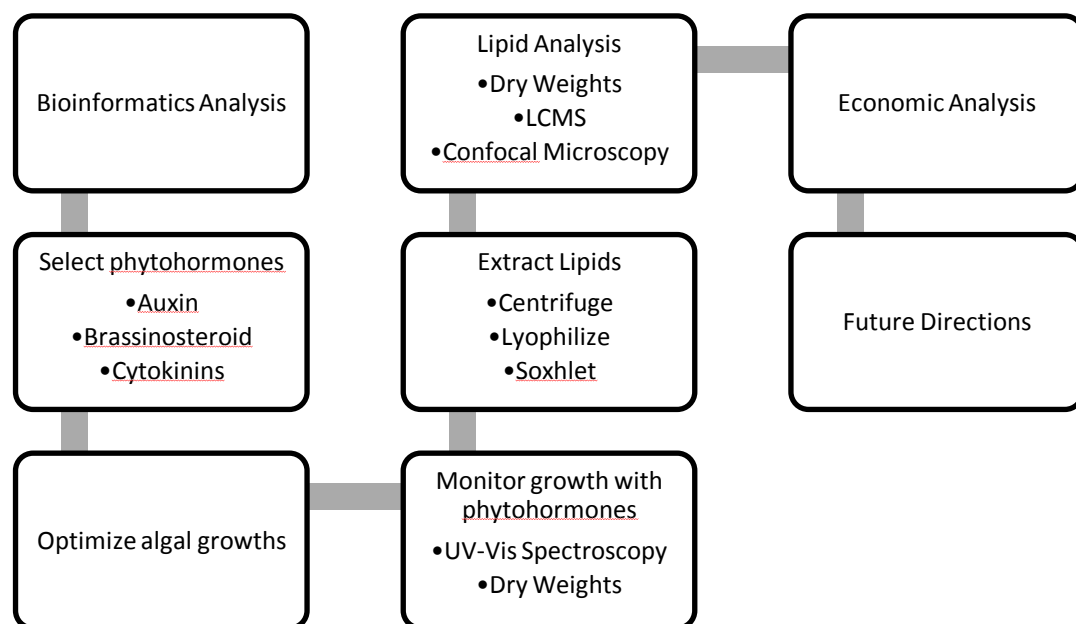 Bioinformatics Analysis
Select phytohormones
•Auxin
•Brassinosteroid
•Cytokinins
Optimize algal growths
Monitor growth with
phytohormones
•UV-Vis Spectroscopy
•Dry Weights
Extract Lipids
•Centrifuge
•Lyophilize
•Soxhlet
Lipid Analysis
•Dry Weights
•LCMS
•Confocal Microscopy
Economic Analysis
Future Directions